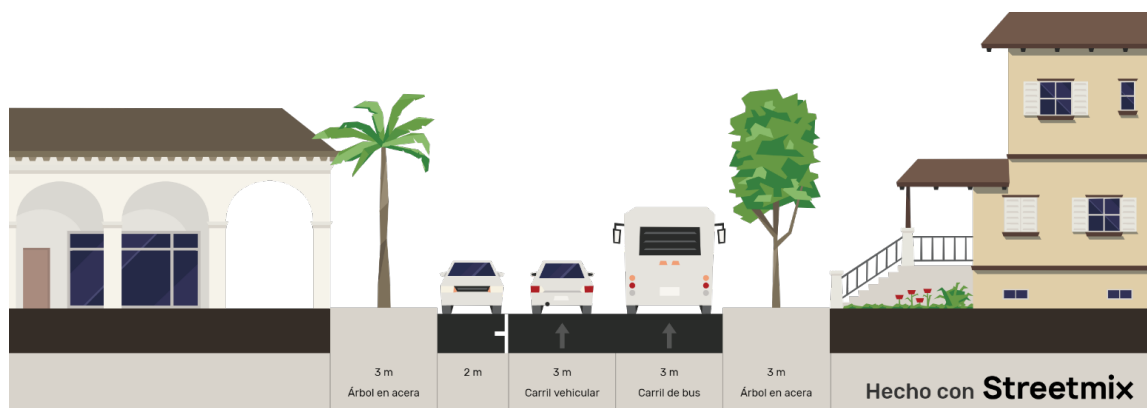 3 m
Árbol en acera
2 m
3 m
Carril vehicular
3 m
Carril de bus
3 m
Árbol en acera
Hecho con Streetmix